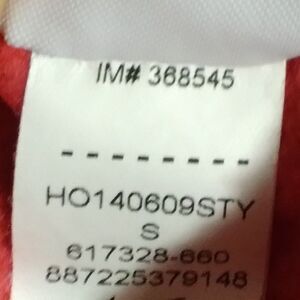 IM# 368545
- - - - - - - -
HO140609STY
S
617328-660
887225379148